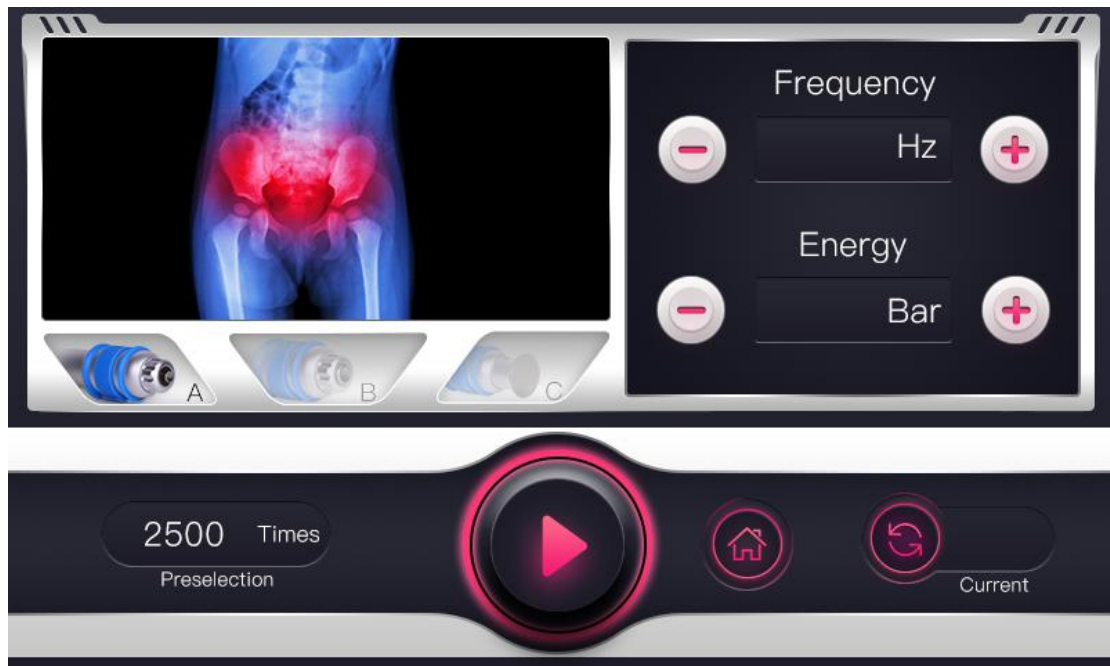 Frequency
Hz
Energy
Bar
A
B
C
2500 Times
Preselection
Current